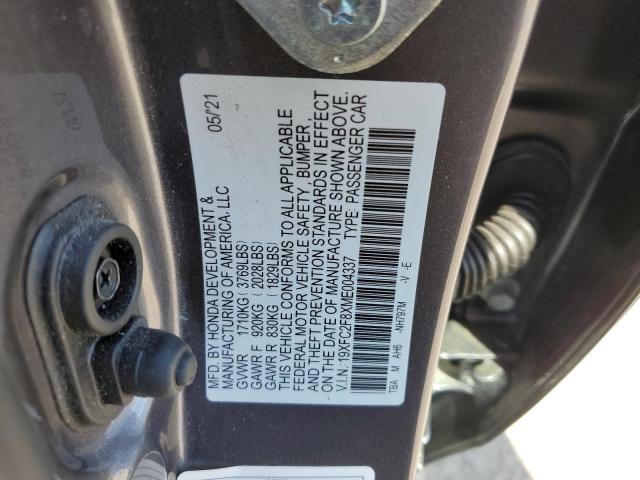 MFD. BY HONDA DEVELOPMENT & 05/21
MANUFACTURING OF AMERICA, LLC
GVWR 1710KG( 3769LBS)
GAWR F 920KG( 2028LBS)
GAWR R 830KG( 1829LBS)
THIS VEHICLE CONFORMS TO ALL APPLICABLE
FEDERAL MOTOR VEHICLE SAFETY, BUMPER,
AND THEFT PREVENTION STANDARDS IN EFFECT
ON THE DATE OF MANUFACTURE SHOWN ABOVE.
V.I.N.:19XFC2F8XME004337 TYPE: PASSENGER CAR
TBA M AH6 -NH797M -V -E